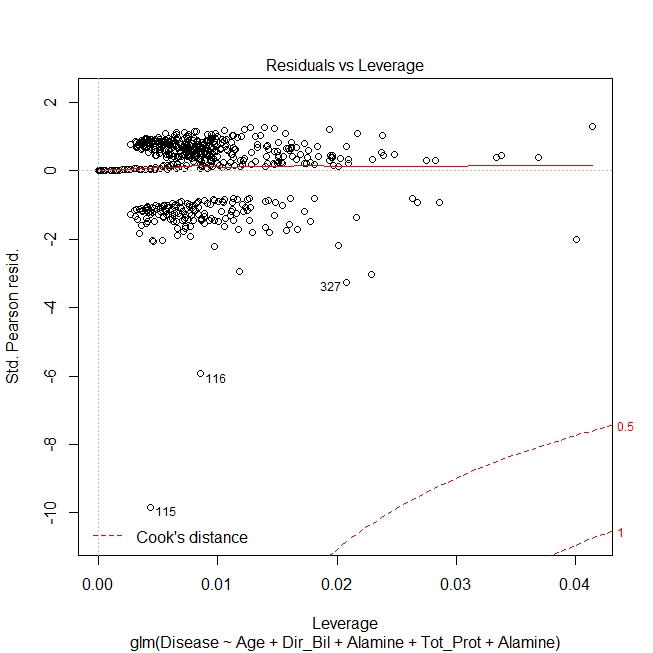 Residuals vs Leverage
2
0
-2
-4
-6
-8
-10
Std. Pearson resid.
327
116
115
0.5
1
Cook's distance
0.00 0.01 0.02 0.03 0.04
Leverage
glm(Disease ~ Age + Dir_Bil + Alamine + Tot_Prot + Alamine)